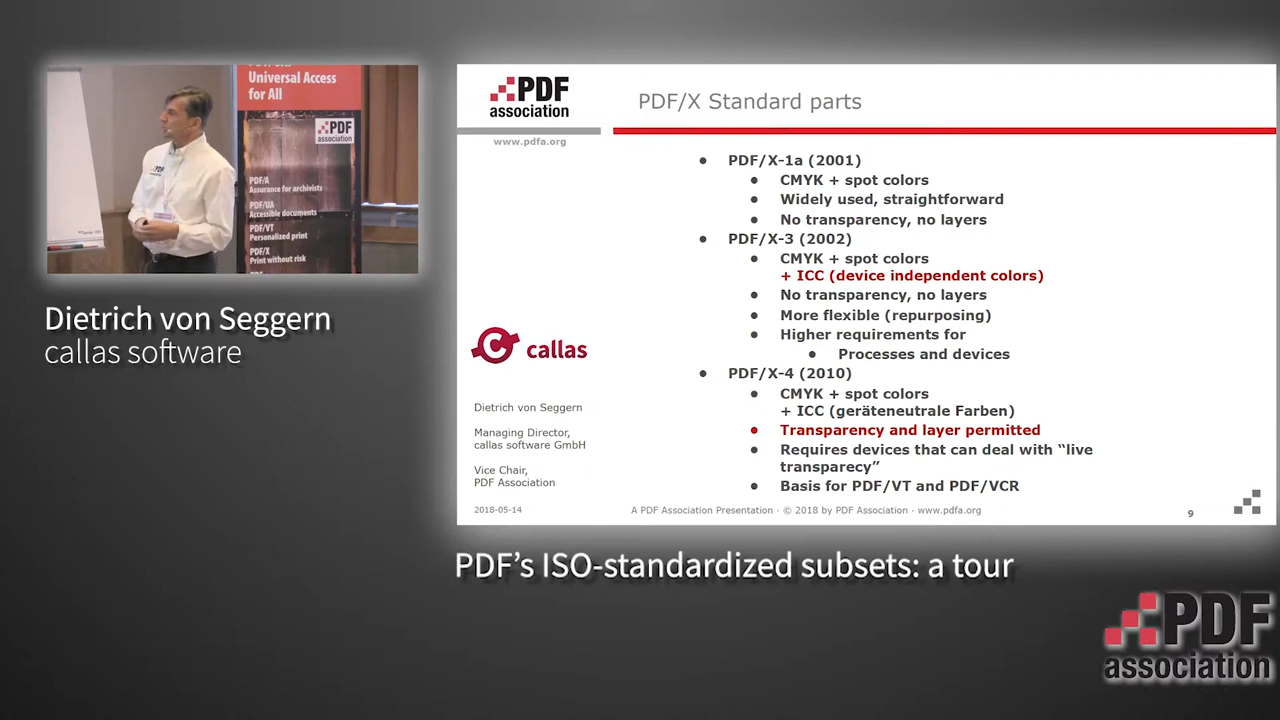 Universal Access
for All
PDF
association
PDF/A
Assurance for archivists
PDF/UA
Accessible documents
PDF/VT
Personalized print
PDF/X
Print without risk
Dietrich von Seggern
callas software
PDF
association
www.pdfa.org
callas
Dietrich von Seggern
Managing Director,
callas software GmbH
Vice Chair,
PDF Association
2018-05-14
PDF/X Standard parts
● PDF/X-1a (2001)
● CMYK + spot colors
● Widely used, straightforward
● No transparency, no layers
● PDF/X-3 (2002)
● CMYK + spot colors
+ ICC (device independent colors)
● No transparency, no layers
● More flexible (repurposing)
● Higher requirements for
● Processes and devices
● PDF/X-4 (2010)
● CMYK + spot colors
+ ICC (geräteneutrale Farben)
● Transparency and layer permitted
● Requires devices that can deal with “live
transparecy”
● Basis for PDF/VT and PDF/VCR
A PDF Association Presentation · © 2018 by PDF Association · www.pdfa.org
9
PDF’s ISO-standardized subsets: a tour
PDF
association